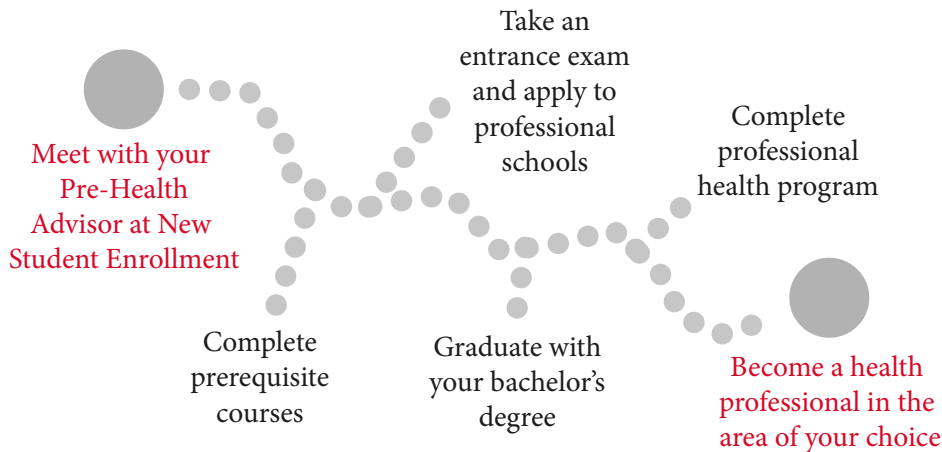 Meet with your
Pre-Health
Advisor at New
Student Enrollment
Complete
prerequisite
courses
Take an
entrance exam
and apply to
professional
schools
Graduate with
your bachelor’s
degree
Complete
professional
health program
Become a health
professional in the
area of your choice